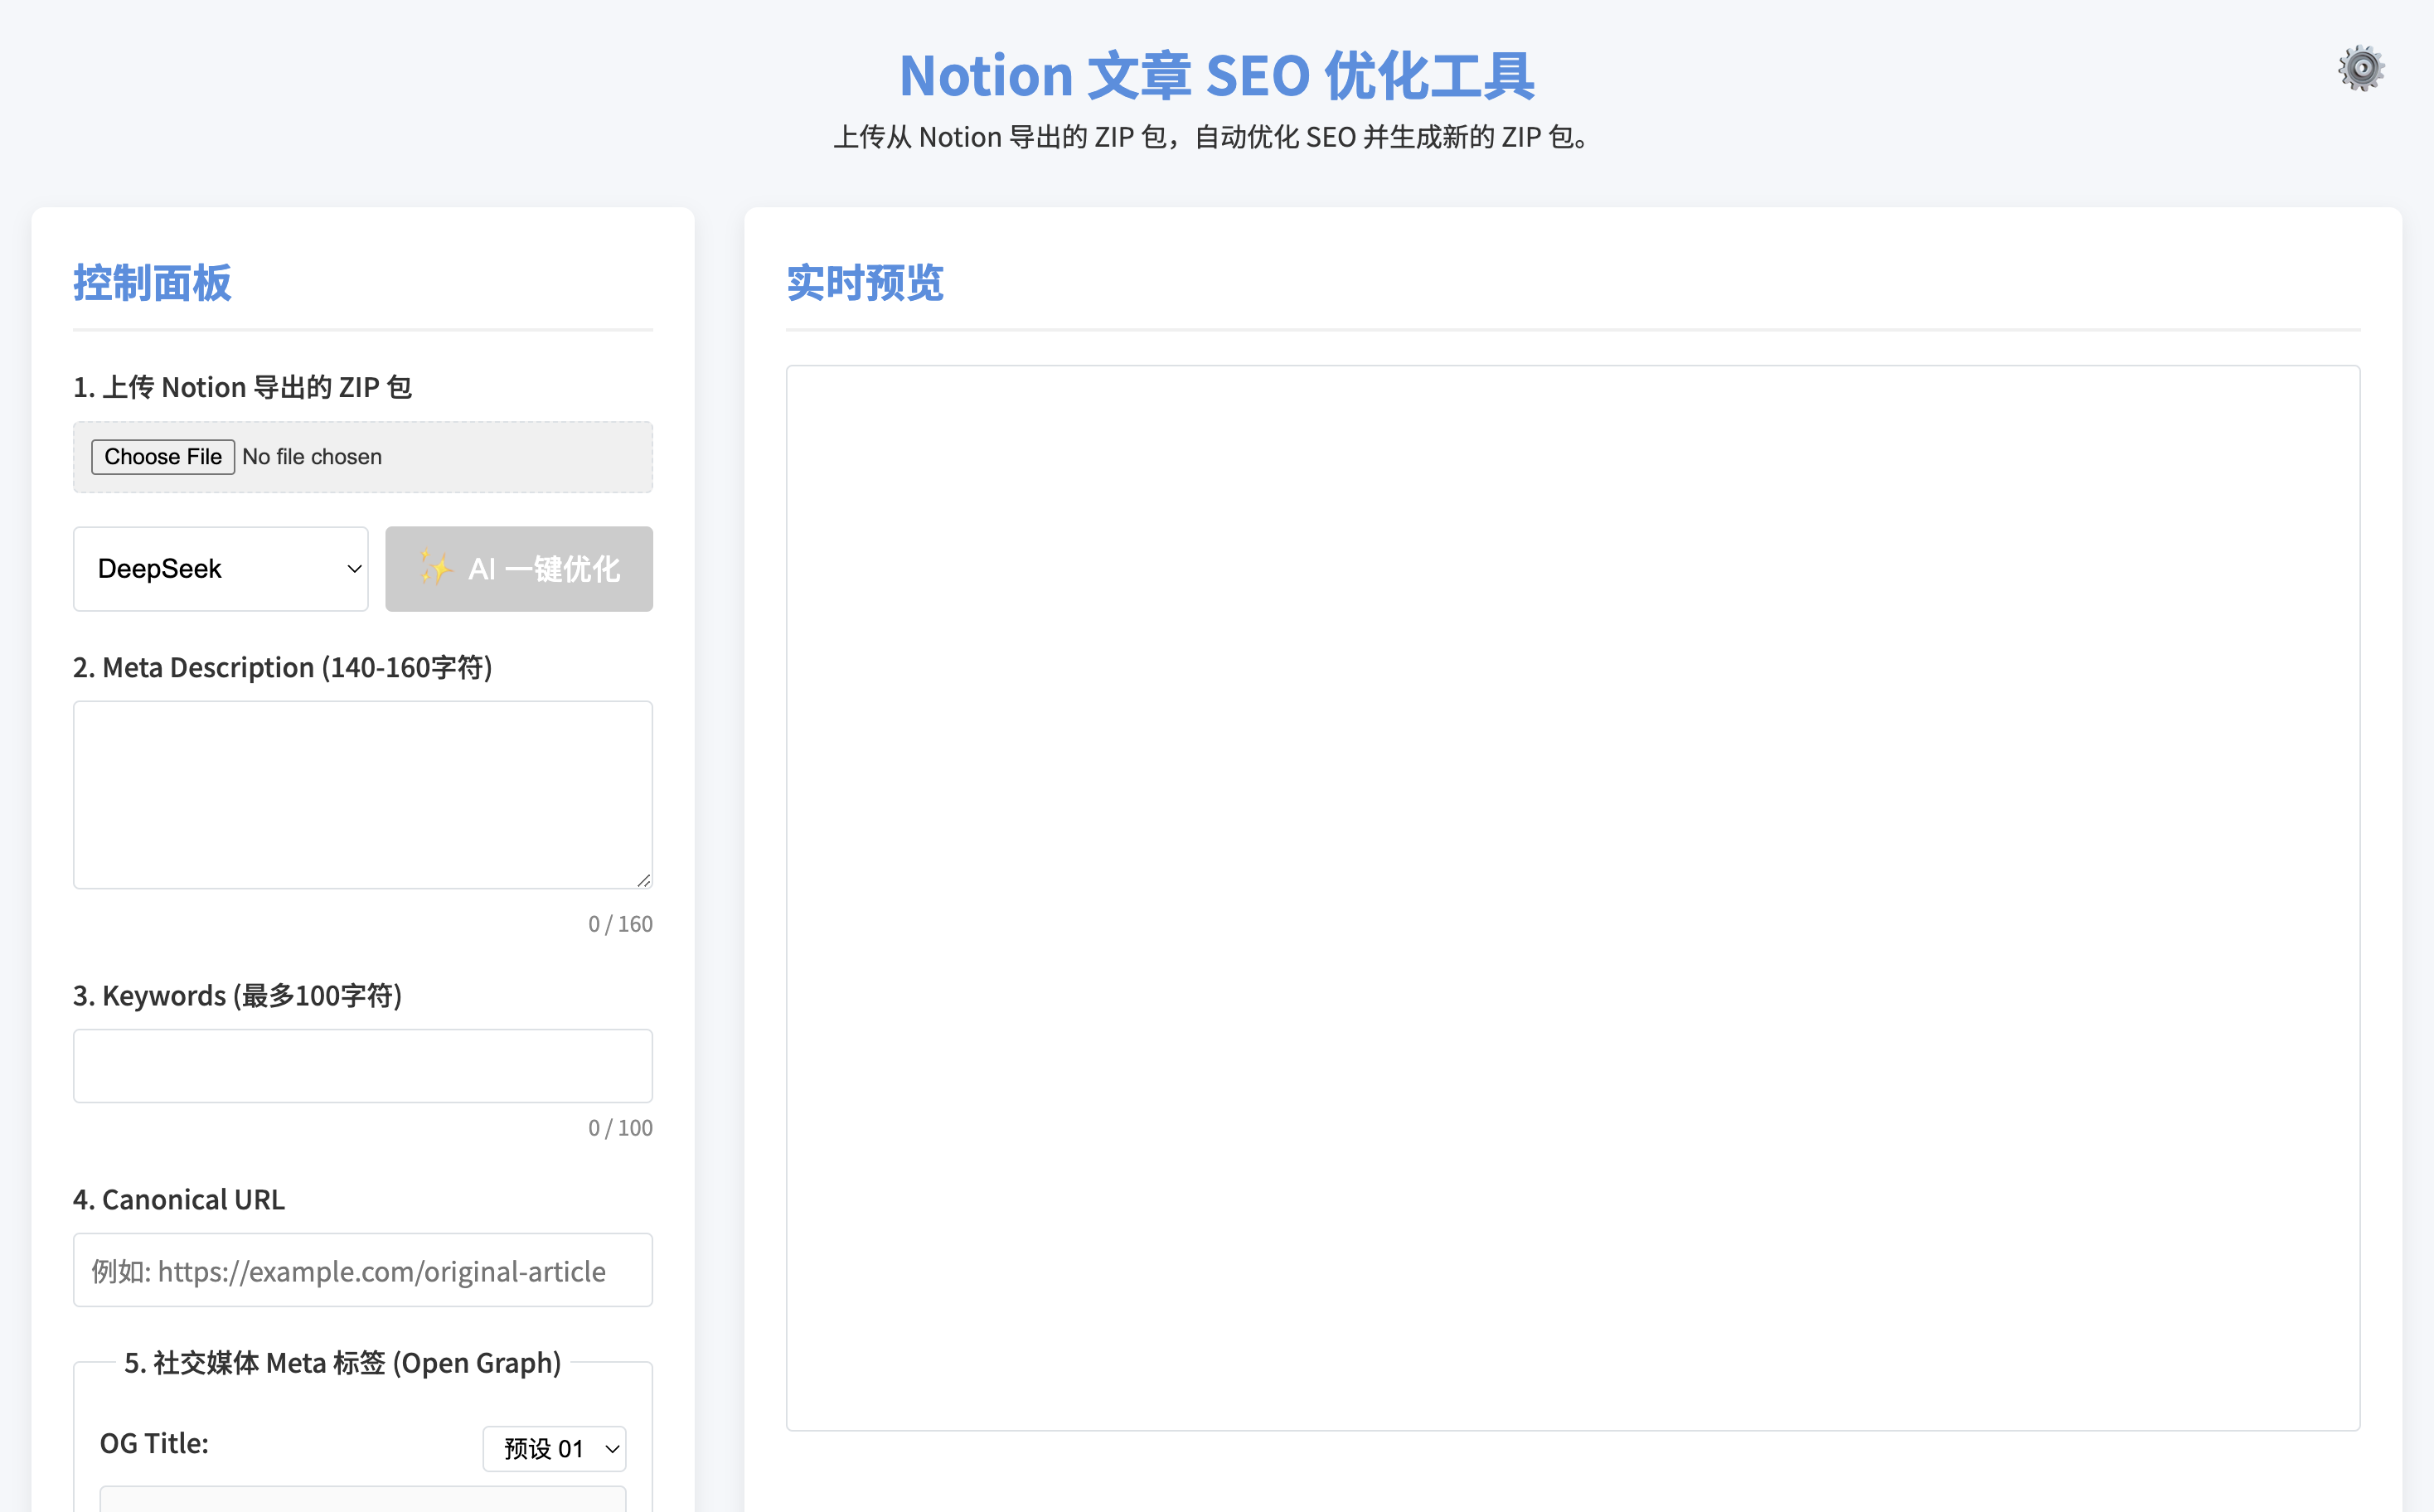 Notion 文章 SEO 优化工具
上传从 Notion 导出的 ZIP 包，自动优化 SEO 并生成新的 ZIP 包。
控制面板
1. 上传 Notion 导出的 ZIP 包
Choose File No file chosen
DeepSeek
✨ AI 一键优化
2. Meta Description (140-160字符)
0 / 160
3. Keywords (最多100字符)
0 / 100
4. Canonical URL
例如: https://example.com/original-article
5. 社交媒体 Meta 标签 (Open Graph)
OG Title:
预设 01
实时预览